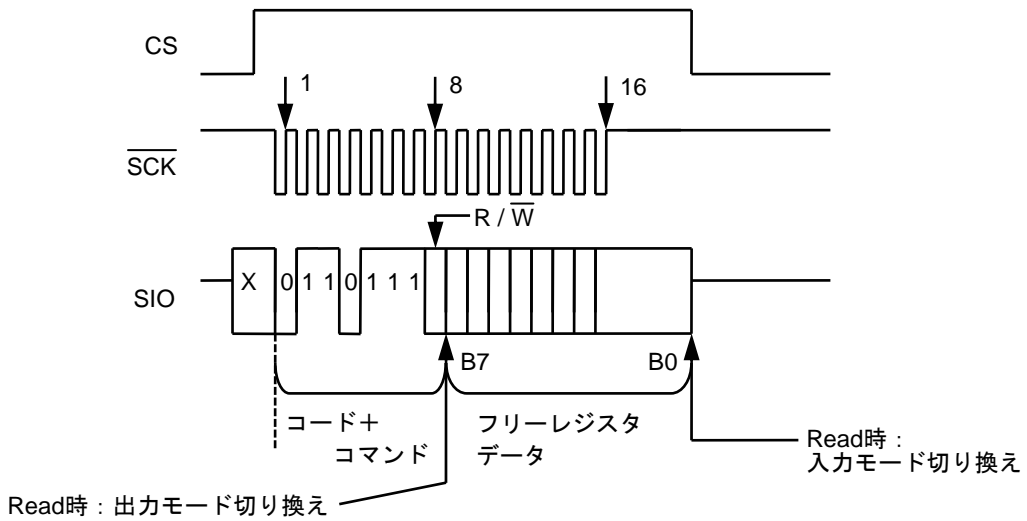 CS
1
8
16
SCK
R / W
SIO
X 0 1 1 0 1 1 1
B7
B0
コード＋
コマンド
フリーレジスタ
データ
Read時：
入力モード切り換え
Read時：出力モード切り換え